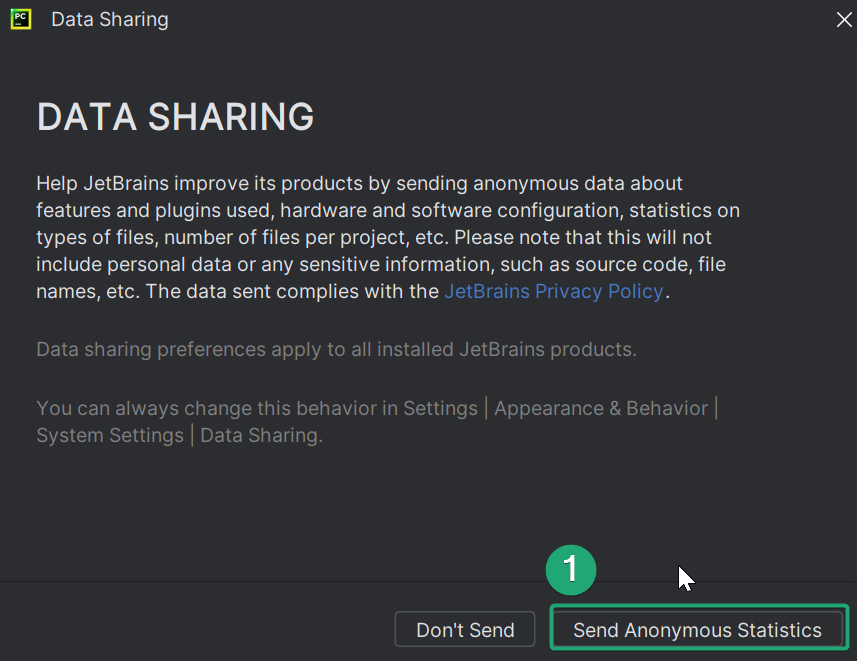 PC
Data Sharing
DATA SHARING
Help JetBrains improve its products by sending anonymous data about
features and plugins used, hardware and software configuration, statistics on
types of files, number of files per project, etc. Please note that this will not
include personal data or any sensitive information, such as source code, file
names, etc. The data sent complies with the JetBrains Privacy Policy.
Data sharing preferences apply to all installed JetBrains products.
You can always change this behavior in Settings | Appearance & Behavior |
System Settings | Data Sharing.
1
Don't Send
Send Anonymous Statistics